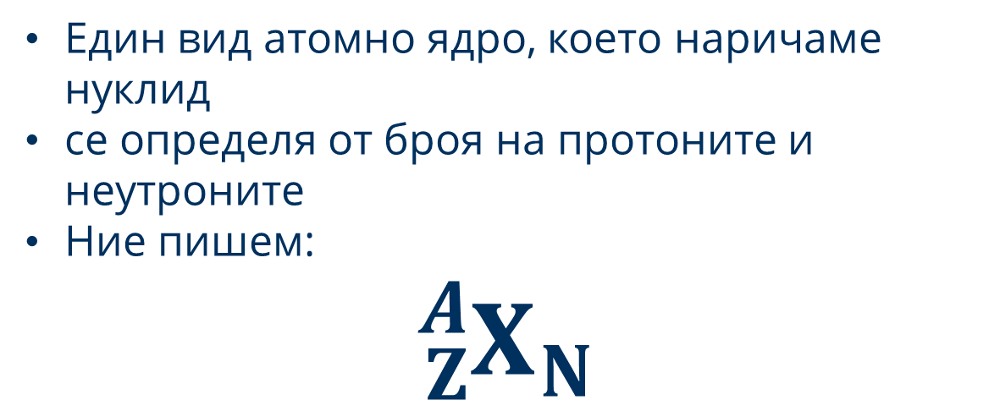 • Един вид атомно ядро, което наричаме
нуклид
• се определя от броя на протоните и
неутроните
• Ние пишем:
A
Z X N